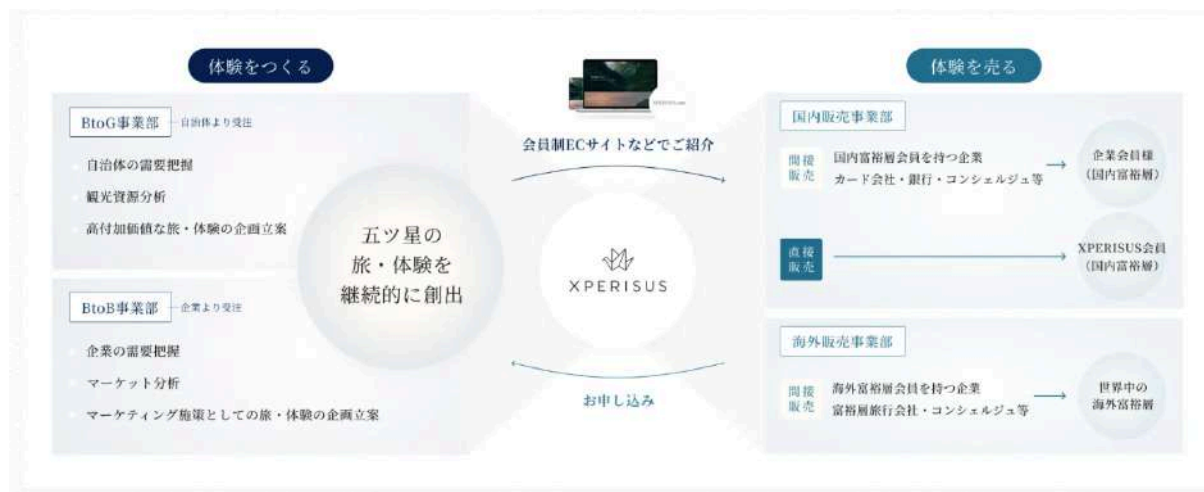 体験をつくる
BtoG事業部
自治体より受注
自治体の需要把握
観光資源分析
高付加価値な旅・体験の企画立案
BtoB事業部
企業より受注
企業の需要把握
マーケット分析
マーケティング施策としての旅・体験の企画立案
五ツ星の
旅・体験を
継続的に創出
会員制ECサイトなどでご紹介
XPERISUS
お申し込み
体験を売る
国内販売事業部
間接
販売
国内富裕層会員を持つ企業
カード会社・銀行・コンシェルジュ等
企業会員様
(国内富裕層)
直接
販売
XPERISUS会員
(国内富裕層)
海外販売事業部
間接
販売
海外富裕層会員を持つ企業
富裕層旅行会社・コンシェルジュ等
世界中の
海外富裕層